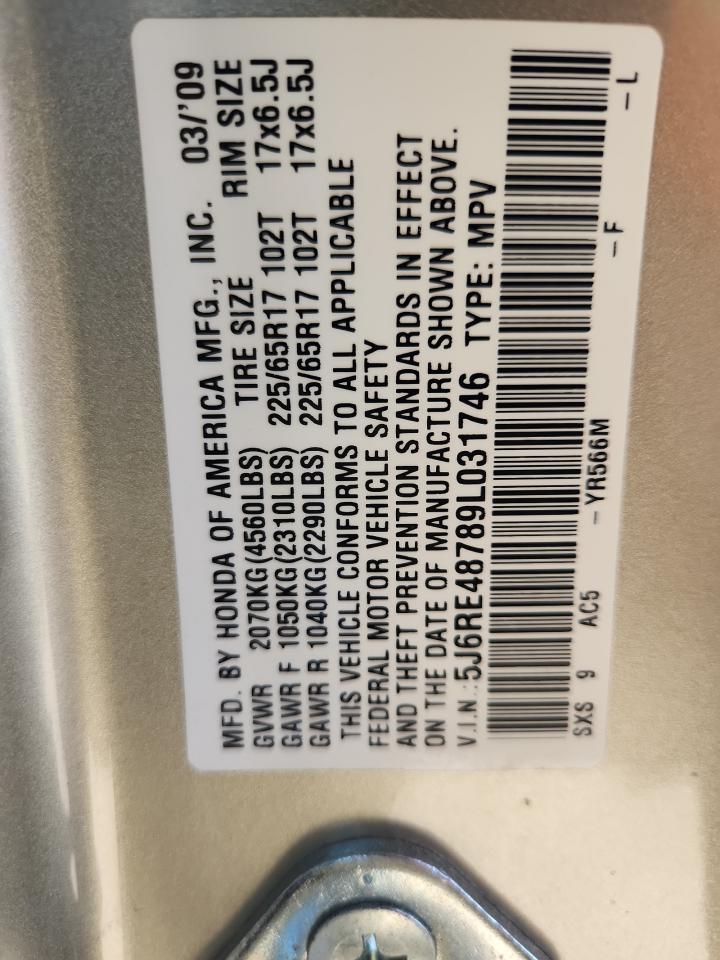 MFD. BY HONDA OF AMERICA MFG., INC. 03/'09
GVWR 2070KG(4560LBS) TIRE SIZE RIM SIZE
GAWR F 1050KG(2310LBS) 225/65R17 102T 17x6.5J
GAWR R 1040KG(2290LBS) 225/65R17 102T 17x6.5J
THIS VEHICLE CONFORMS TO ALL APPLICABLE
FEDERAL MOTOR VEHICLE SAFETY
AND THEFT PREVENTION STANDARDS IN EFFECT
ON THE DATE OF MANUFACTURE SHOWN ABOVE.
V.I.N.:5J6RE48789L031746 TYPE: MPV
SXS 9 AC5 – YR566M – F – L